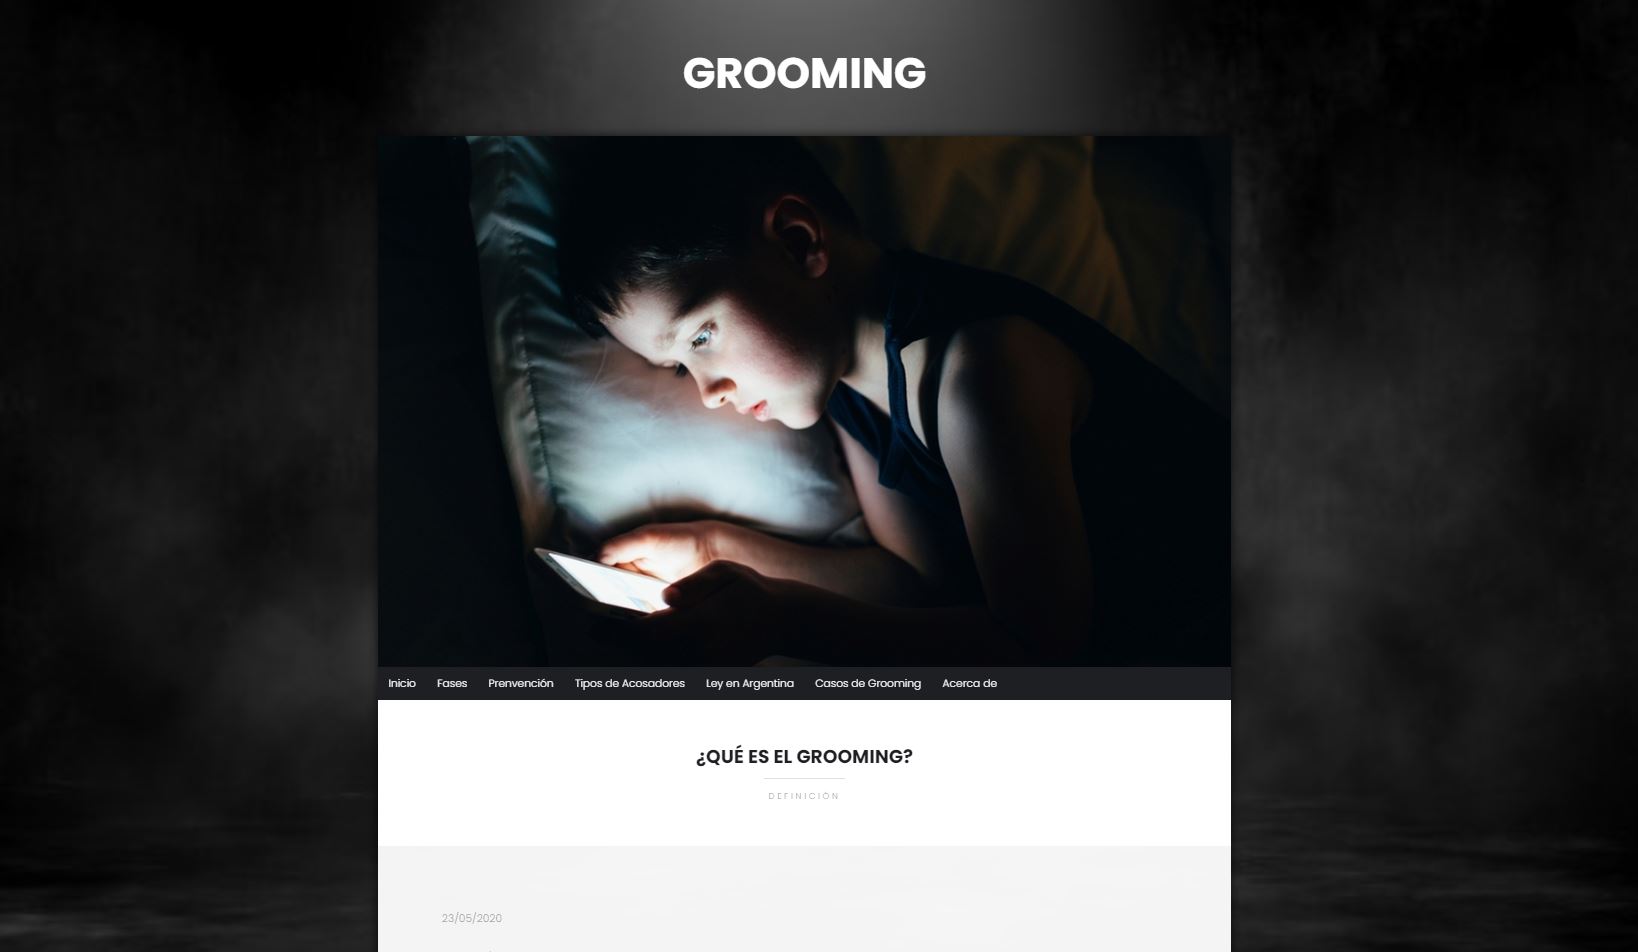 GROOMING
Inicio Fases Prenvención Tipos de Acosadores Ley en Argentina Casos de Grooming Acerca de
¿QUÉ ES EL GROOMING?
DEFINICIÓN
23/05/2020